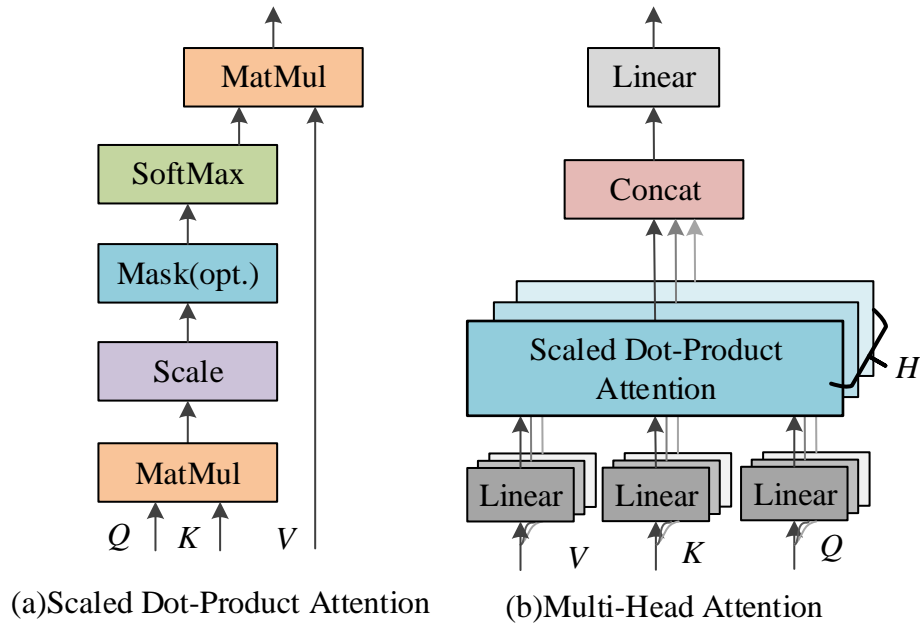 MatMul
SoftMax
Mask(opt.)
Scale
MatMul
Q K V
(a)Scaled Dot-Product Attention
Linear
Concat
Scaled Dot-Product
Attention
H
Linear Linear Linear
V K Q
(b)Multi-Head Attention